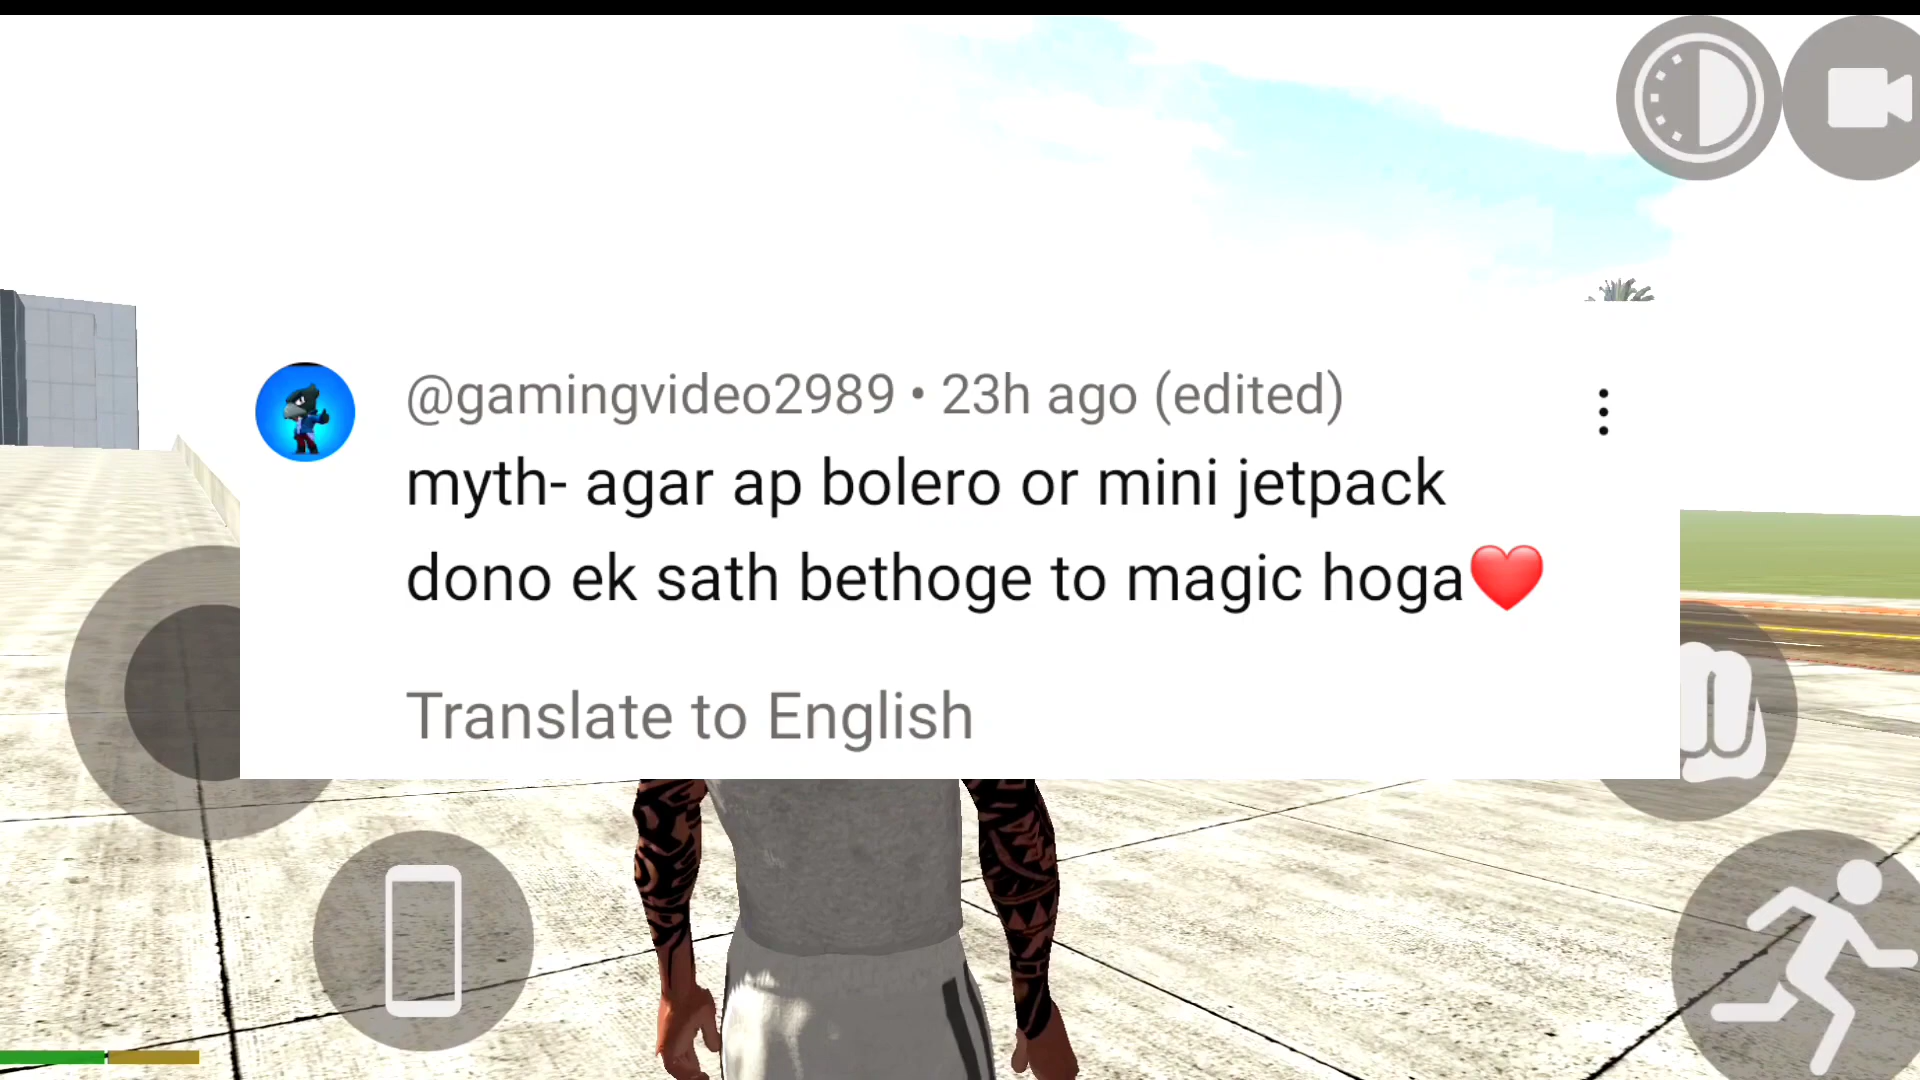 @gamingvideo2989 • 23h ago (edited)
myth- agar ap bolero or mini jetpack
dono ek sath bethoge to magic hoga❤️
Translate to English